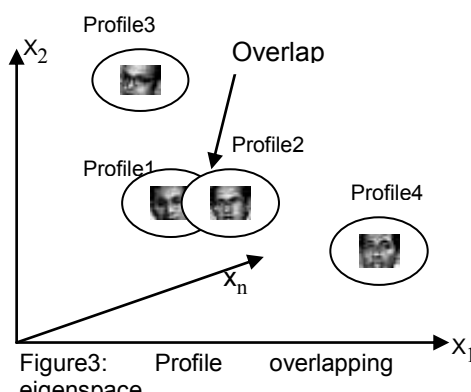 Profile3
X2
Overlap
Profile2
Profile1
Profile4
xn
X1
Figure3: Profile overlapping
eigenspace